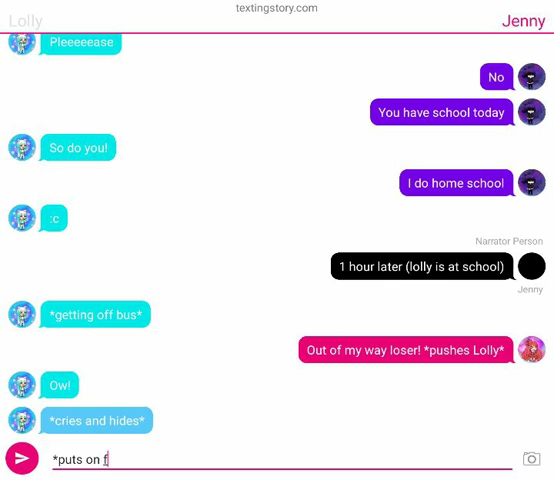 textingstory.com
Lolly
Jenny
Pleeeeease
No
You have school today
So do you!
I do home school
:c
Narrator Person
1 hour later (lolly is at school)
Jenny
*getting off bus*
Out of my way loser! *pushes Lolly*
Ow!
*cries and hides*
*puts on f